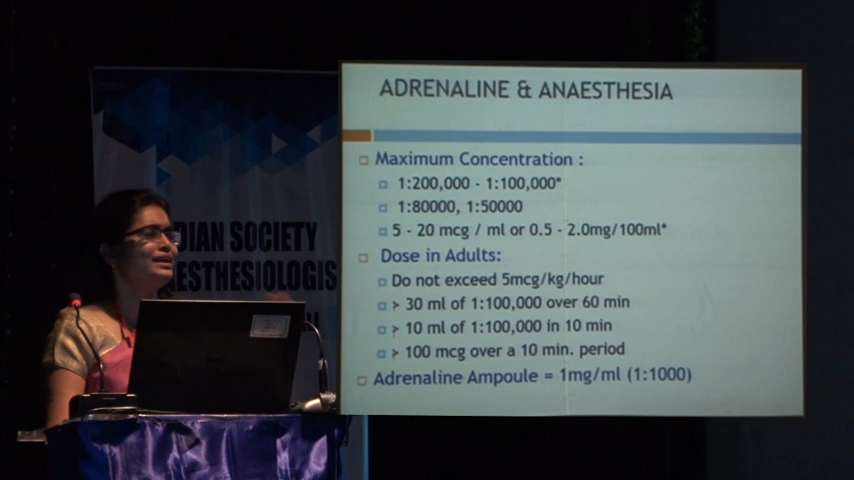 ADRENALINE & ANAESTHESIA
Maximum Concentration :
1:200,000 - 1:100,000*
1:80000, 1:50000
5 - 20 mcg / ml or 0.5 - 2.0mg/100ml*
Dose in Adults:
Do not exceed 5mcg/kg/hour
> 30 ml of 1:100,000 over 60 min
> 10 ml of 1:100,000 in 10 min
> 100 mcg over a 10 min. period
Adrenaline Ampoule = 1mg/ml (1:1000)
DIAN SOCIETY
ESTHESIOLOGIS